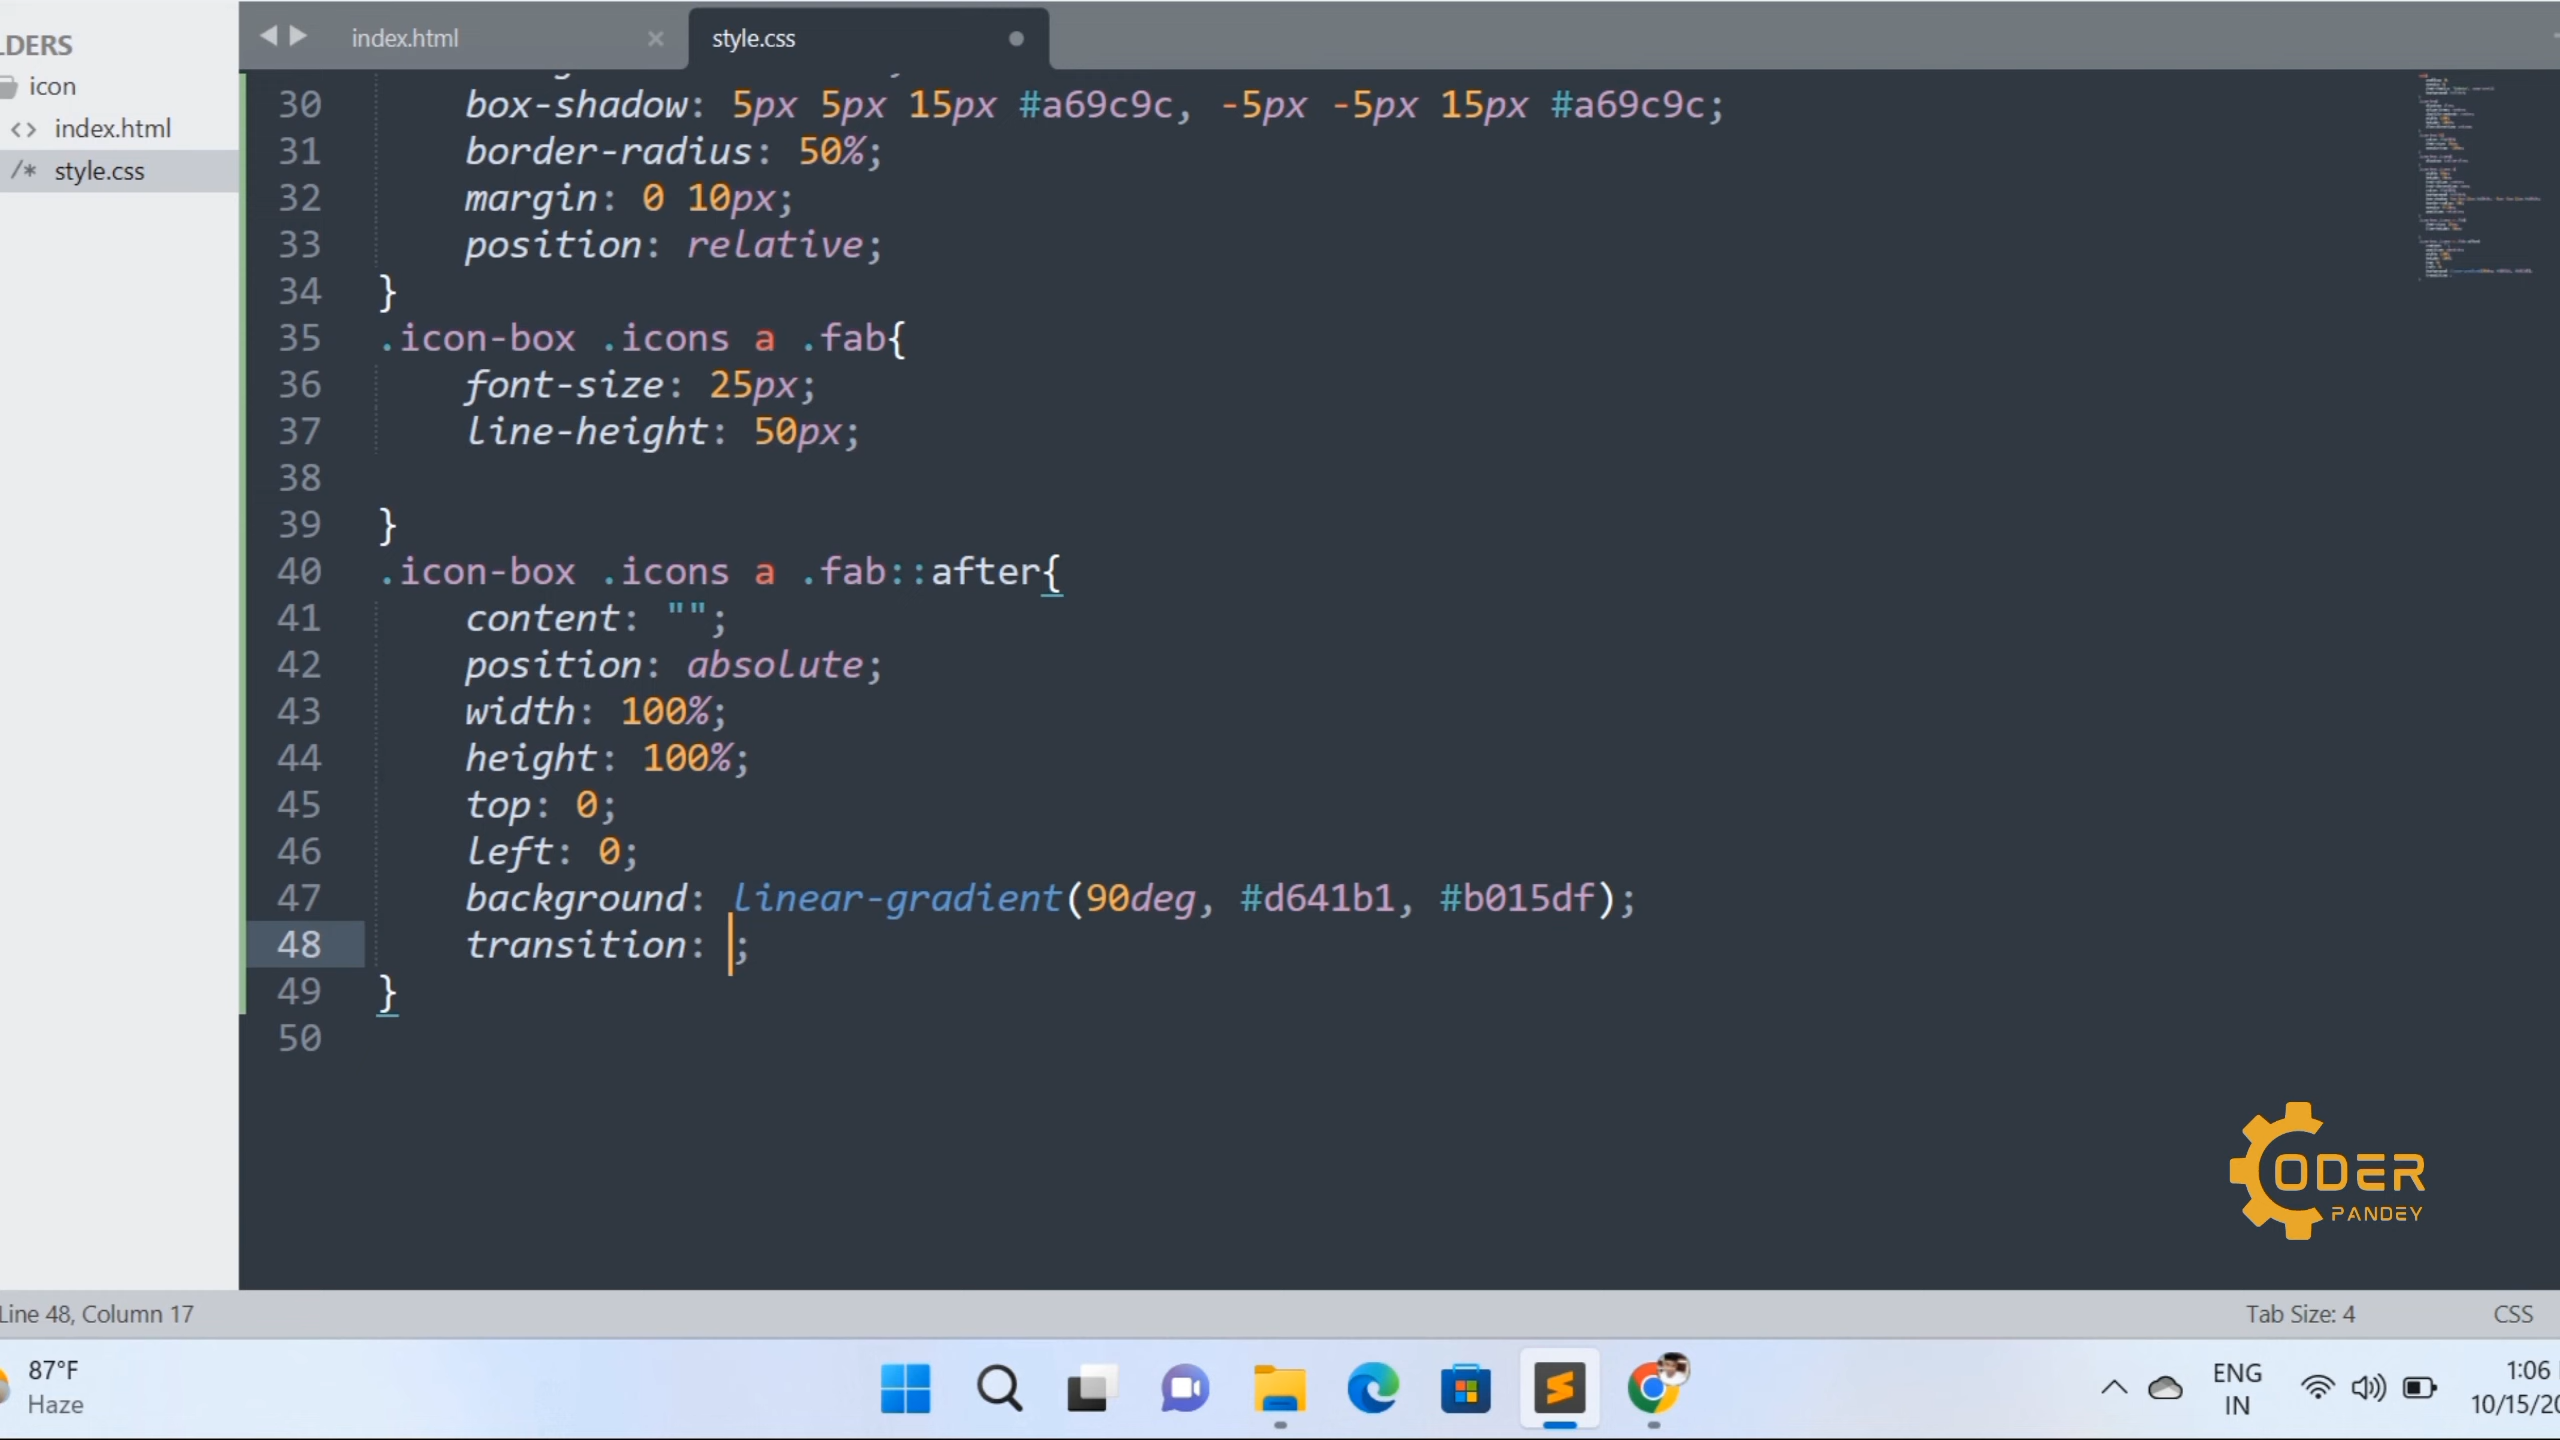 LDERS
icon
<> index.html
/* style.css
index.html ×
style.css
30 box-shadow: 5px 5px 15px #a69c9c, -5px -5px 15px #a69c9c;
31 border-radius: 50%;
32 margin: 0 10px;
33 position: relative;
34 }
35 .icon-box .icons a .fab{
36 font-size: 25px;
37 line-height: 50px;
38
39 }
40 .icon-box .icons a .fab::after{
41 content: "";
42 position: absolute;
43 width: 100%;
44 height: 100%;
45 top: 0;
46 left: 0;
47 background: linear-gradient(90deg, #d641b1, #b015df);
48 transition: ;
49 }
50
CODER
PANDEY
Line 48, Column 17
Tab Size: 4
CSS
87°F
Haze
ENG
IN
1:06
10/15/20